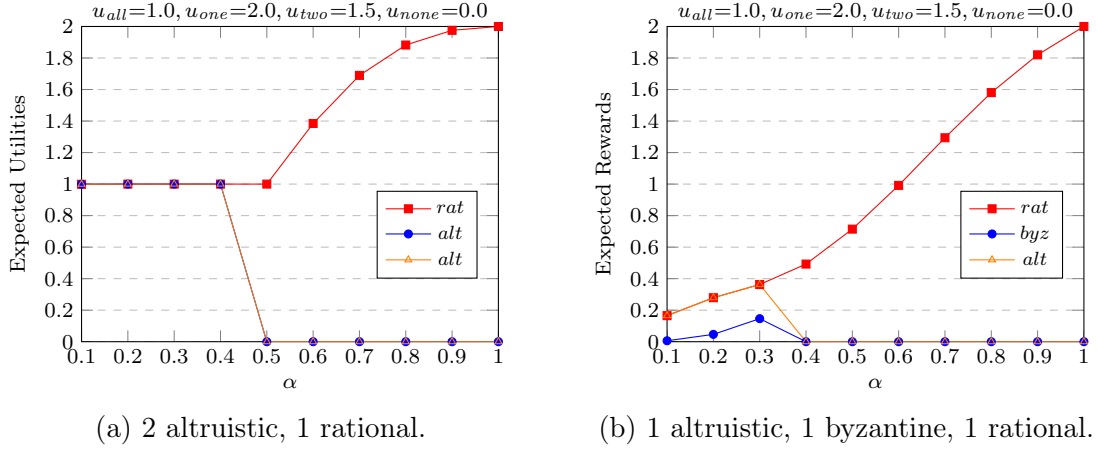 u_all=1.0, u_one=2.0, u_two=1.5, u_none=0.0
2
1.8
1.6
1.4
1.2
1
0.8
0.6
0.4
0.2
0
Expected Utilities
rat
alt
alt
0.1 0.2 0.3 0.4 0.5 0.6 0.7 0.8 0.9 1
α
(a) 2 altruistic, 1 rational.
u_all=1.0, u_one=2.0, u_two=1.5, u_none=0.0
2
1.8
1.6
1.4
1.2
1
0.8
0.6
0.4
0.2
0
Expected Rewards
rat
byz
alt
0.1 0.2 0.3 0.4 0.5 0.6 0.7 0.8 0.9 1
α
(b) 1 altruistic, 1 byzantine, 1 rational.